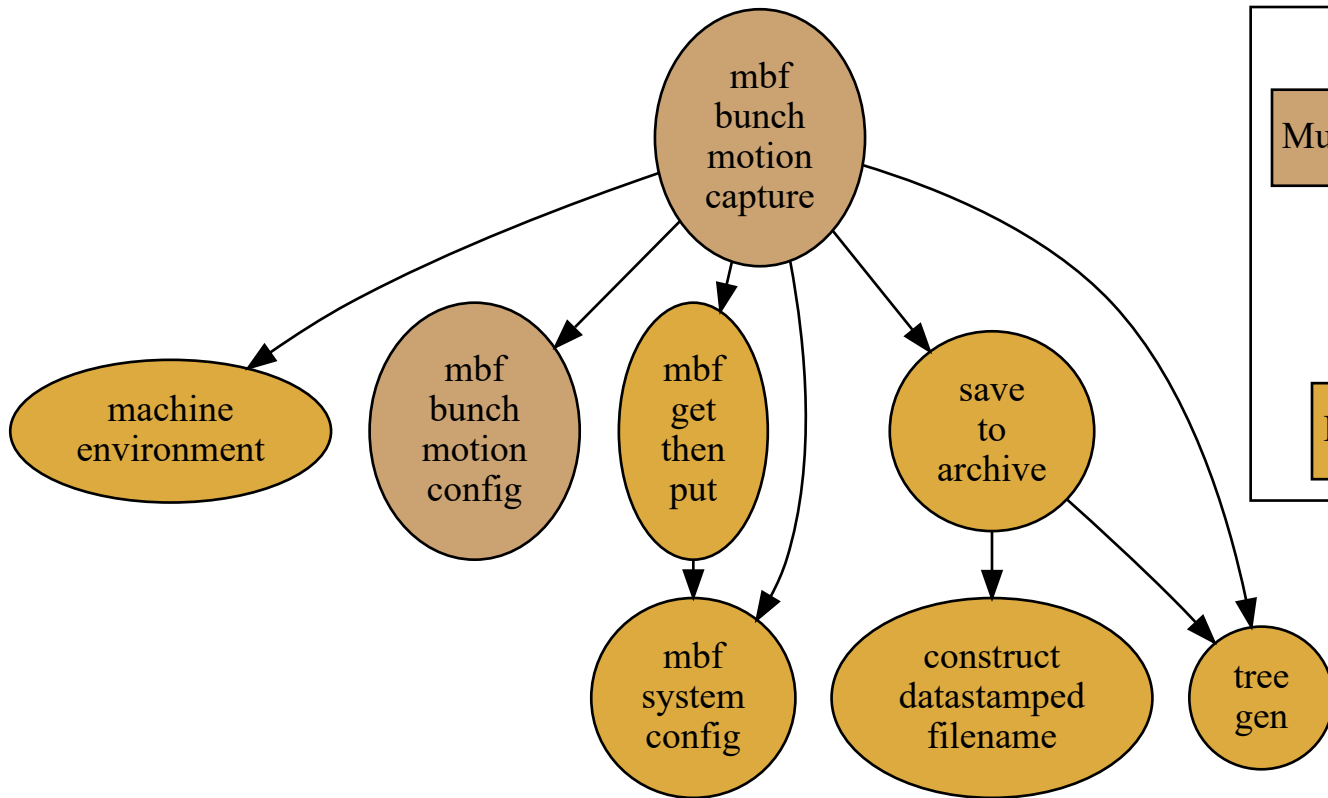 mbf
bunch
motion
capture
machine
environment
mbf
bunch
motion
config
mbf
get
then
put
save
to
archive
mbf
system
config
construct
datastamped
filename
tree
gen